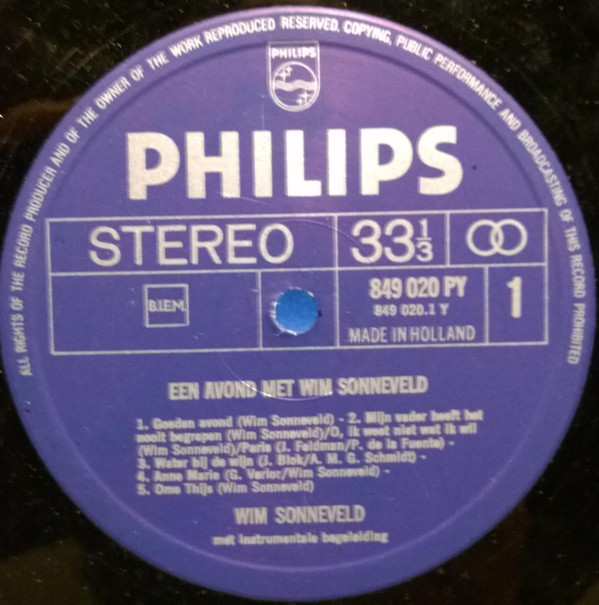 ALL RIGHTS OF THE RECORD PRODUCER AND OF THE OWNER OF THE WORK REPRODUCED RESERVED. COPYING, PUBLIC PERFORMANCE AND BROADCASTING OF THIS RECORD PROHIBITED
PHILIPS
PHILIPS
STEREO 33⅓
B.I.E.M. 849 020 PY 1
849 020.1 Y
MADE IN HOLLAND
EEN AVOND MET WIM SONNEVELD
1. Goeden avond (Wim Sonneveld) - 2. Mijn vader heeft het
nooit begrepen (Wim Sonneveld)/O, ik weet niet wat ik wil
(Wim Sonneveld)/Paris (J. Feldman/P. de la Fuente) -
3. Water bij de wijn (J. Blok/A. M. G. Schmidt) -
4. Anne Marie (G. Verlor/Wim Sonneveld) -
5. Ome Thijs (Wim Sonneveld)
WIM SONNEVELD
met instrumentale begeleiding